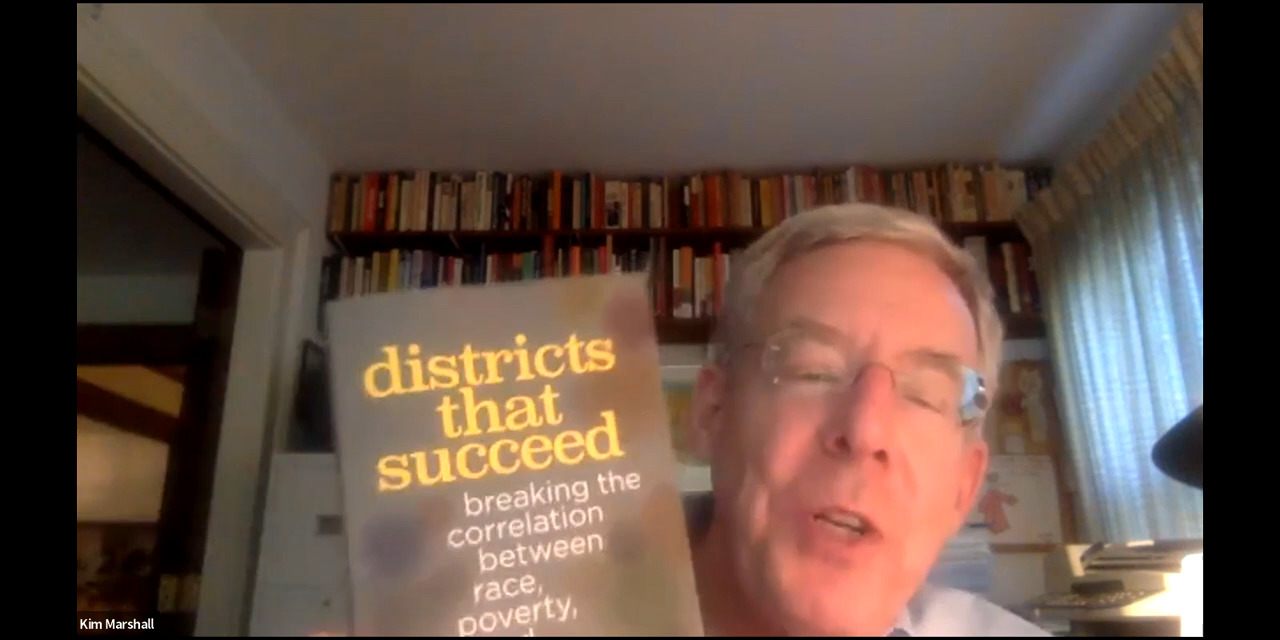 districts
that
succeed
breaking the
correlation
between
race,
poverty,
Kim Marshall